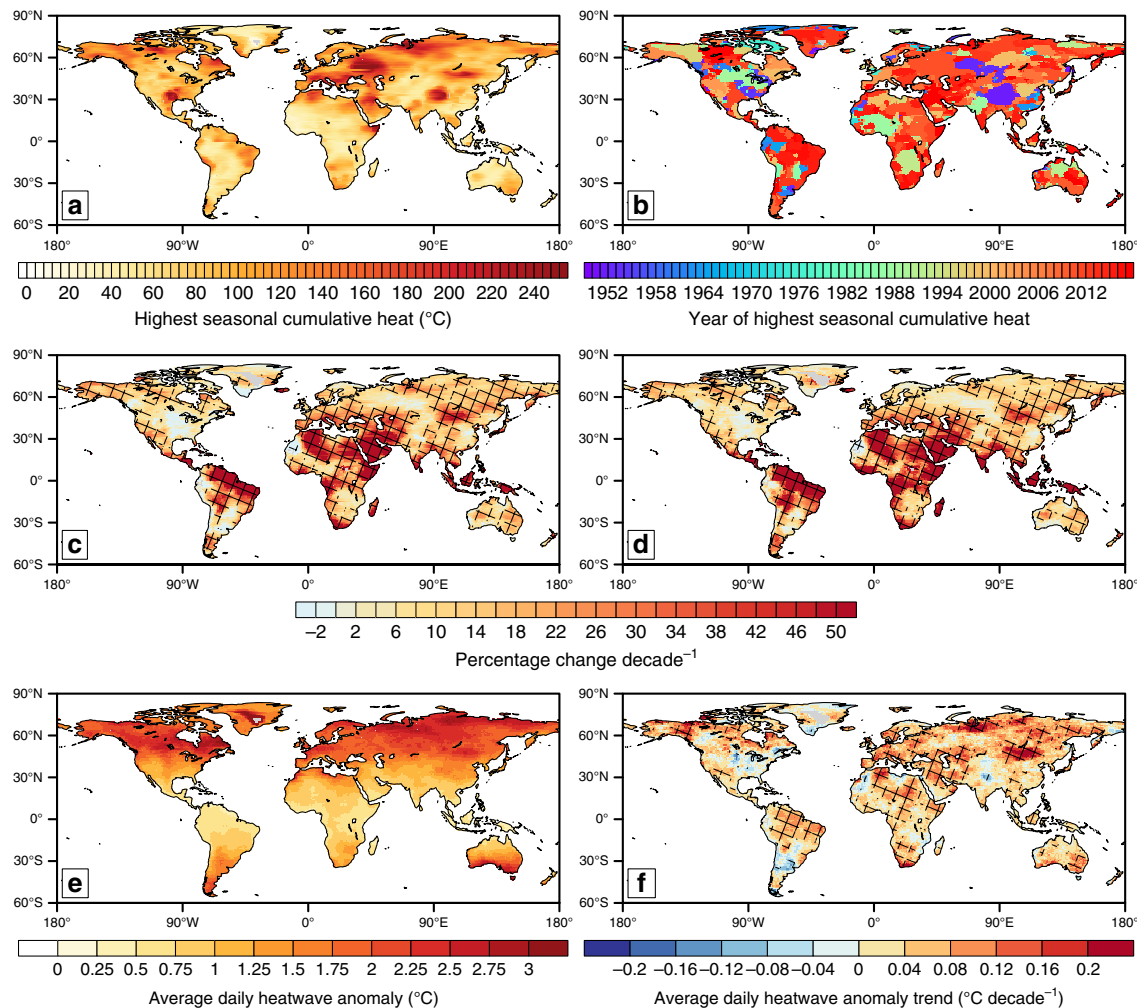 90°N 90°N
60°N 60°N
30°N 30°N
0° 0°
30°S 30°S
a b
60°S 60°S
180° 90°W 0° 90°E 180° 180° 90°W 0° 90°E 180°
0 20 40 60 80 100 120 140 160 180 200 220 240 1952 1958 1964 1970 1976 1982 1988 1994 2000 2006 2012
Highest seasonal cumulative heat (°C) Year of highest seasonal cumulative heat
90°N 90°N
60°N 60°N
30°N 30°N
0° 0°
30°S 30°S
c d
60°S 60°S
180° 90°W 0° 90°E 180° 180° 90°W 0° 90°E 180°
−2 2 6 10 14 18 22 26 30 34 38 42 46 50
Percentage change decade⁻¹
90°N 90°N
60°N 60°N
30°N 30°N
0° 0°
30°S 30°S
e f
60°S 60°S
180° 90°W 0° 90°E 180° 180° 90°W 0° 90°E 180°
0 0.25 0.5 0.75 1 1.25 1.5 1.75 2 2.25 2.5 2.75 3 −0.2 −0.16 −0.12 −0.08 −0.04 0 0.04 0.08 0.12 0.16 0.2
Average daily heatwave anomaly (°C) Average daily heatwave anomaly trend (°C decade⁻¹)